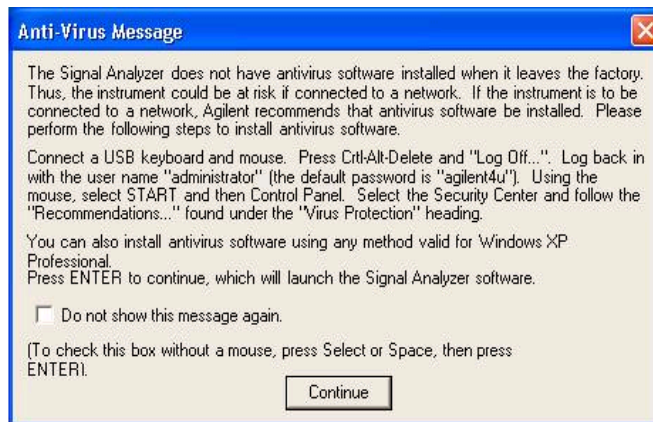 Anti-Virus Message
The Signal Analyzer does not have antivirus software installed when it leaves the factory.
Thus, the instrument could be at risk if connected to a network. If the instrument is to be
connected to a network, Agilent recommends that antivirus software be installed. Please
perform the following steps to install antivirus software.
Connect a USB keyboard and mouse. Press Crtl-Alt-Delete and "Log Off...". Log back in
with the user name "administrator" (the default password is "agilent4u"). Using the
mouse, select START and then Control Panel. Select the Security Center and follow the
"Recommendations..." found under the "Virus Protection" heading.
You can also install antivirus software using any method valid for Windows XP
Professional.
Press ENTER to continue, which will launch the Signal Analyzer software.
Do not show this message again.
(To check this box without a mouse, press Select or Space, then press
ENTER).
Continue